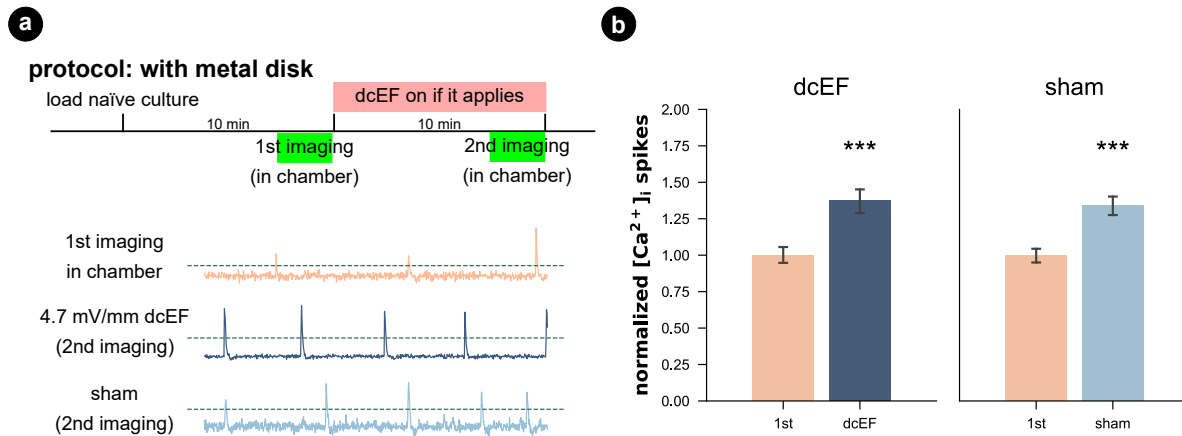 a
protocol: with metal disk
load naïve culture
dcEF on if it applies
10 min
10 min
1st imaging
(in chamber)
2nd imaging
(in chamber)
1st imaging
in chamber
4.7 mV/mm dcEF
(2nd imaging)
sham
(2nd imaging)
b
dcEF
sham
normalized [Ca²⁺]ᵢ spikes
2.00
1.75
1.50
1.25
1.00
0.75
0.50
0.25
0.00
***
***
1st
dcEF
1st
sham